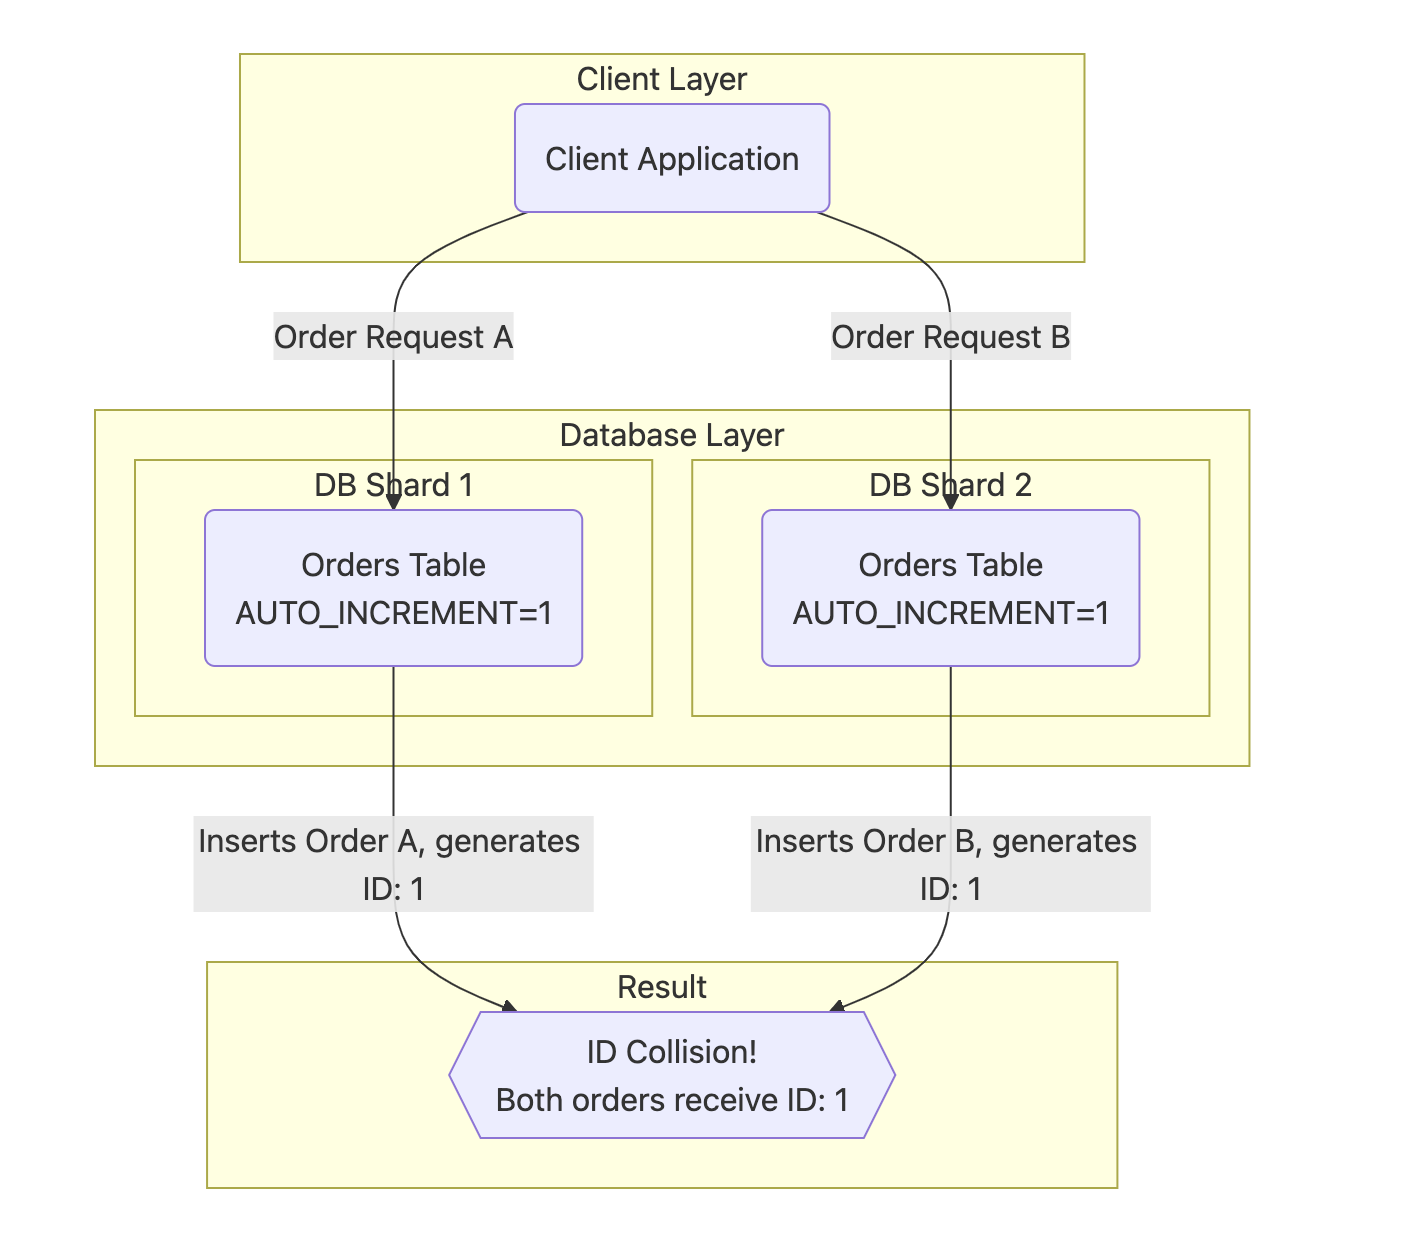 Client Layer
Client Application
Order Request A
Order Request B
Database Layer
DB Shard 1
Orders Table
AUTO_INCREMENT=1
DB Shard 2
Orders Table
AUTO_INCREMENT=1
Inserts Order A, generates
ID: 1
Inserts Order B, generates
ID: 1
Result
ID Collision!
Both orders receive ID: 1